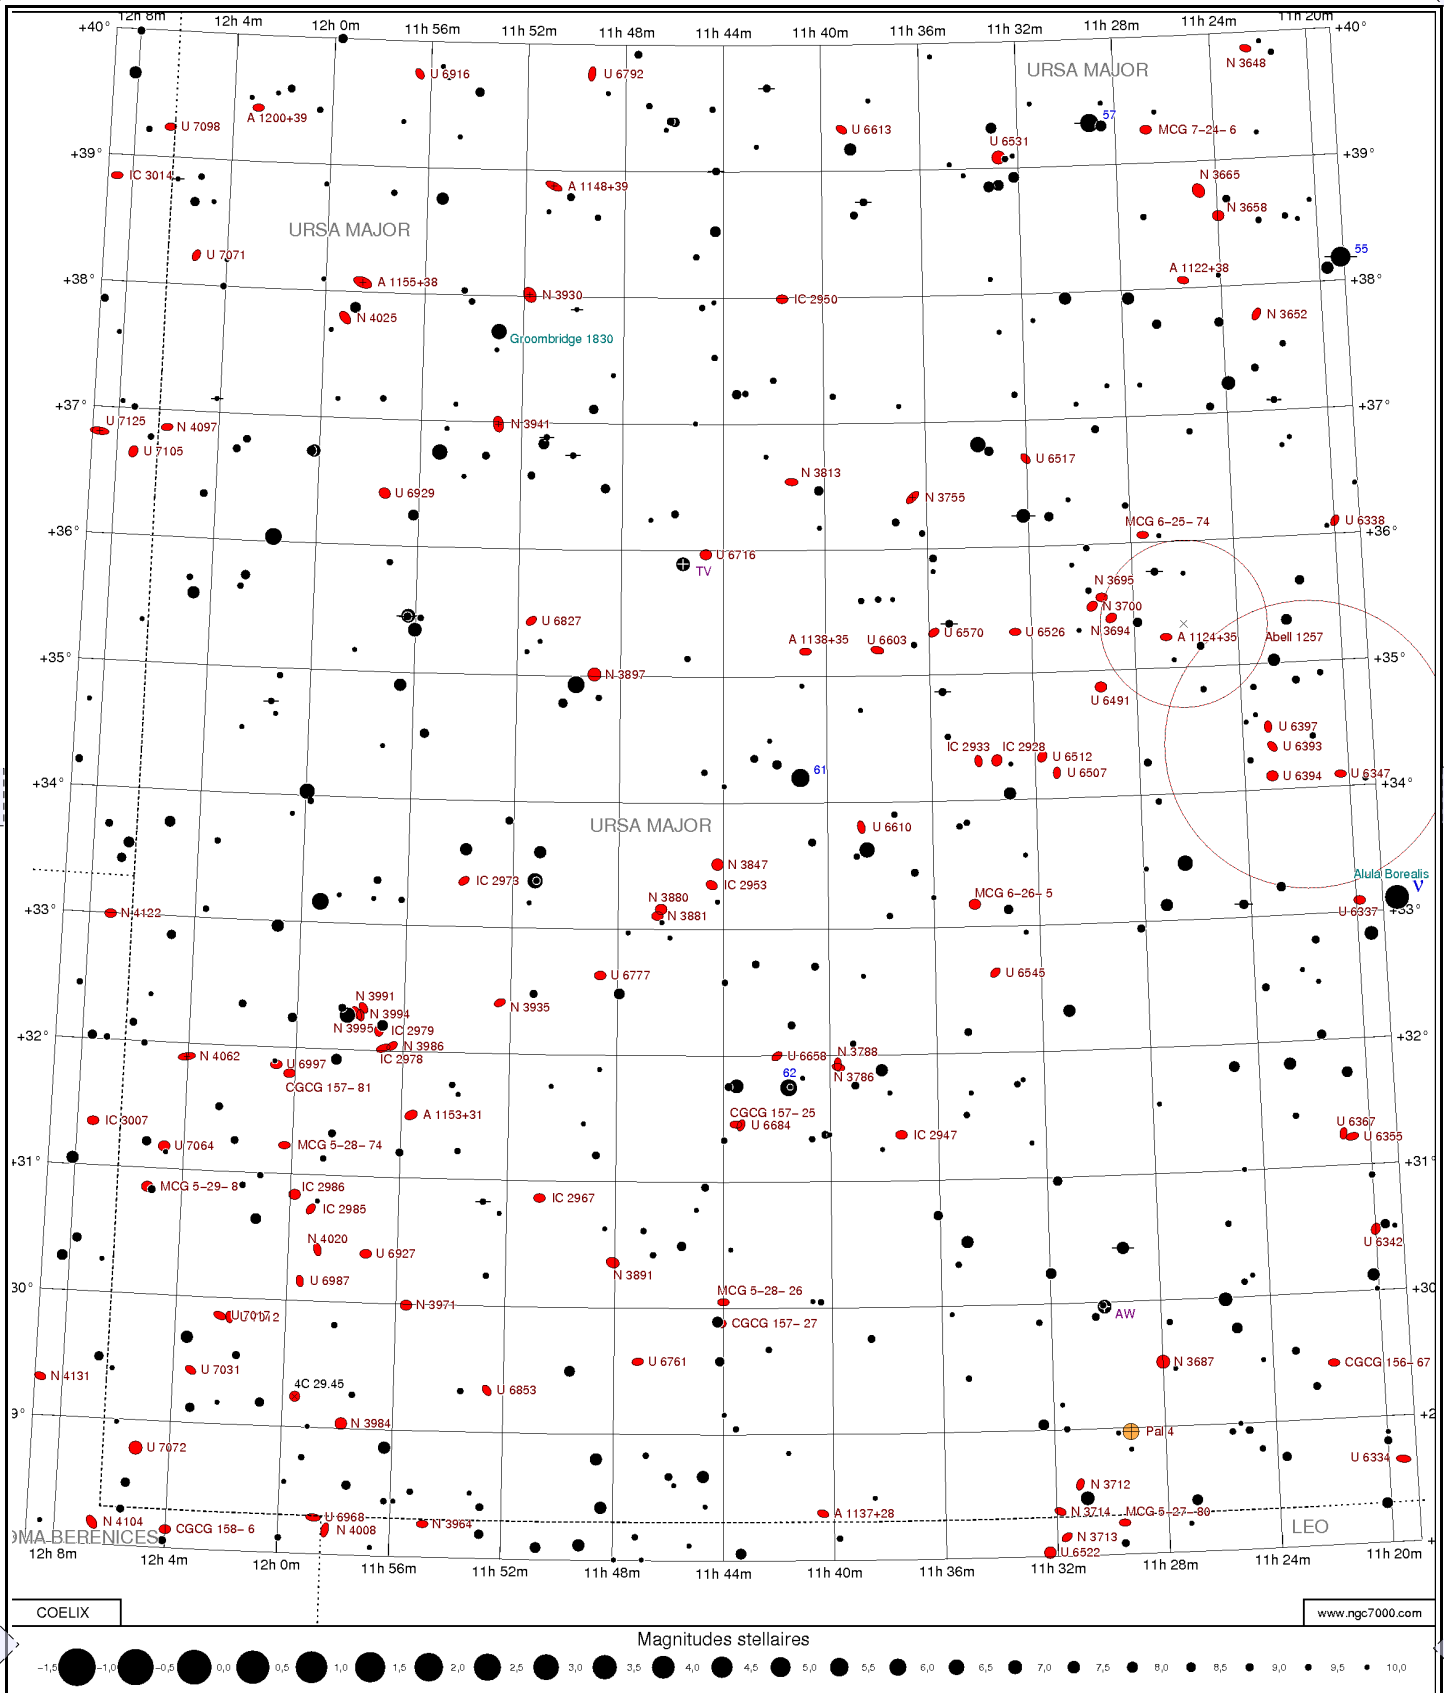 12h 8m 12h 4m 12h 0m 11h 56m 11h 52m 11h 48m 11h 44m 11h 40m 11h 36m 11h 32m 11h 28m 11h 24m 11h 20m
+40° +40°
N 3648
URSA MAJOR
U 6916 U 6792
A 1200+39
U 7098 U 6613 57 MCG 7-24-6
U 6531
+39° +39°
IC 3014 A 1148+39 N 3665
N 3658
URSA MAJOR
U 7071 55
A 1122+38
+38° A 1155+38 +38°
N 3930 IC 2950
N 4025 N 3652
Groombridge 1830
+37° +37°
U 7125 N 4097 N 3941
U 7105 U 6517
N 3813
U 6929 N 3755
MCG 6-25-74 U 6338
+36° +36°
U 6716
TV
N 3695
N 3700
U 6827 U 6570 U 6526 N 3694 A 1124+35 Abell 1257
A 1138+35 U 6603
+35° +35°
N 3897
U 6491
U 6397
IC 2933 IC 2928 U 6512 U 6393
61 U 6507 U 6394 U 6347
+34° +34°
URSA MAJOR U 6610
N 3847
IC 2973 IC 2953 Alula Borealis
ν
N 3880 MCG 6-26-5
+33° N 4122 N 3881 U 6337 +33°
U 6777 U 6545
N 3991 N 3935
N 3994
N 3995 IC 2979
+32° N 3986 +32°
N 4062 IC 2978 U 6658 N 3788
U 6997 62 N 3786
CGCG 157-81
IC 3007 A 1153+31 CGCG 157-25
U 6684 U 6367
U 7064 MCG 5-28-74 IC 2947 U 6355
+31° +31°
MCG 5-29-8 IC 2986 IC 2967
IC 2985
N 4020 U 6342
U 6927
U 6987 N 3891
+30° MCG 5-28-26 +30
N 3971
U 7017 U 7012 CGCG 157-27 AW
N 4131 U 7031 U 6761 N 3687 CGCG 156-67
4C 29.45 U 6853
9° N 3984 Pal 4 +2
U 7072 U 6334
N 3712
N 4104 U 6968 A 1137+28 N 3714 MCG 5-27-80
CGCG 158-6 N 4008 N 3964 LEO
OMA BERENICES N 3713
U 6522
12h 8m 12h 4m 12h 0m 11h 56m 11h 52m 11h 48m 11h 44m 11h 40m 11h 36m 11h 32m 11h 28m 11h 24m 11h 20m
COELIX www.ngc7000.com
Magnitudes stellaires
-1,5 -1,0 -0,5 0,0 0,5 1,0 1,5 2,0 2,5 3,0 3,5 4,0 4,5 5,0 5,5 6,0 6,5 7,0 7,5 8,0 8,5 9,0 9,5 10,0